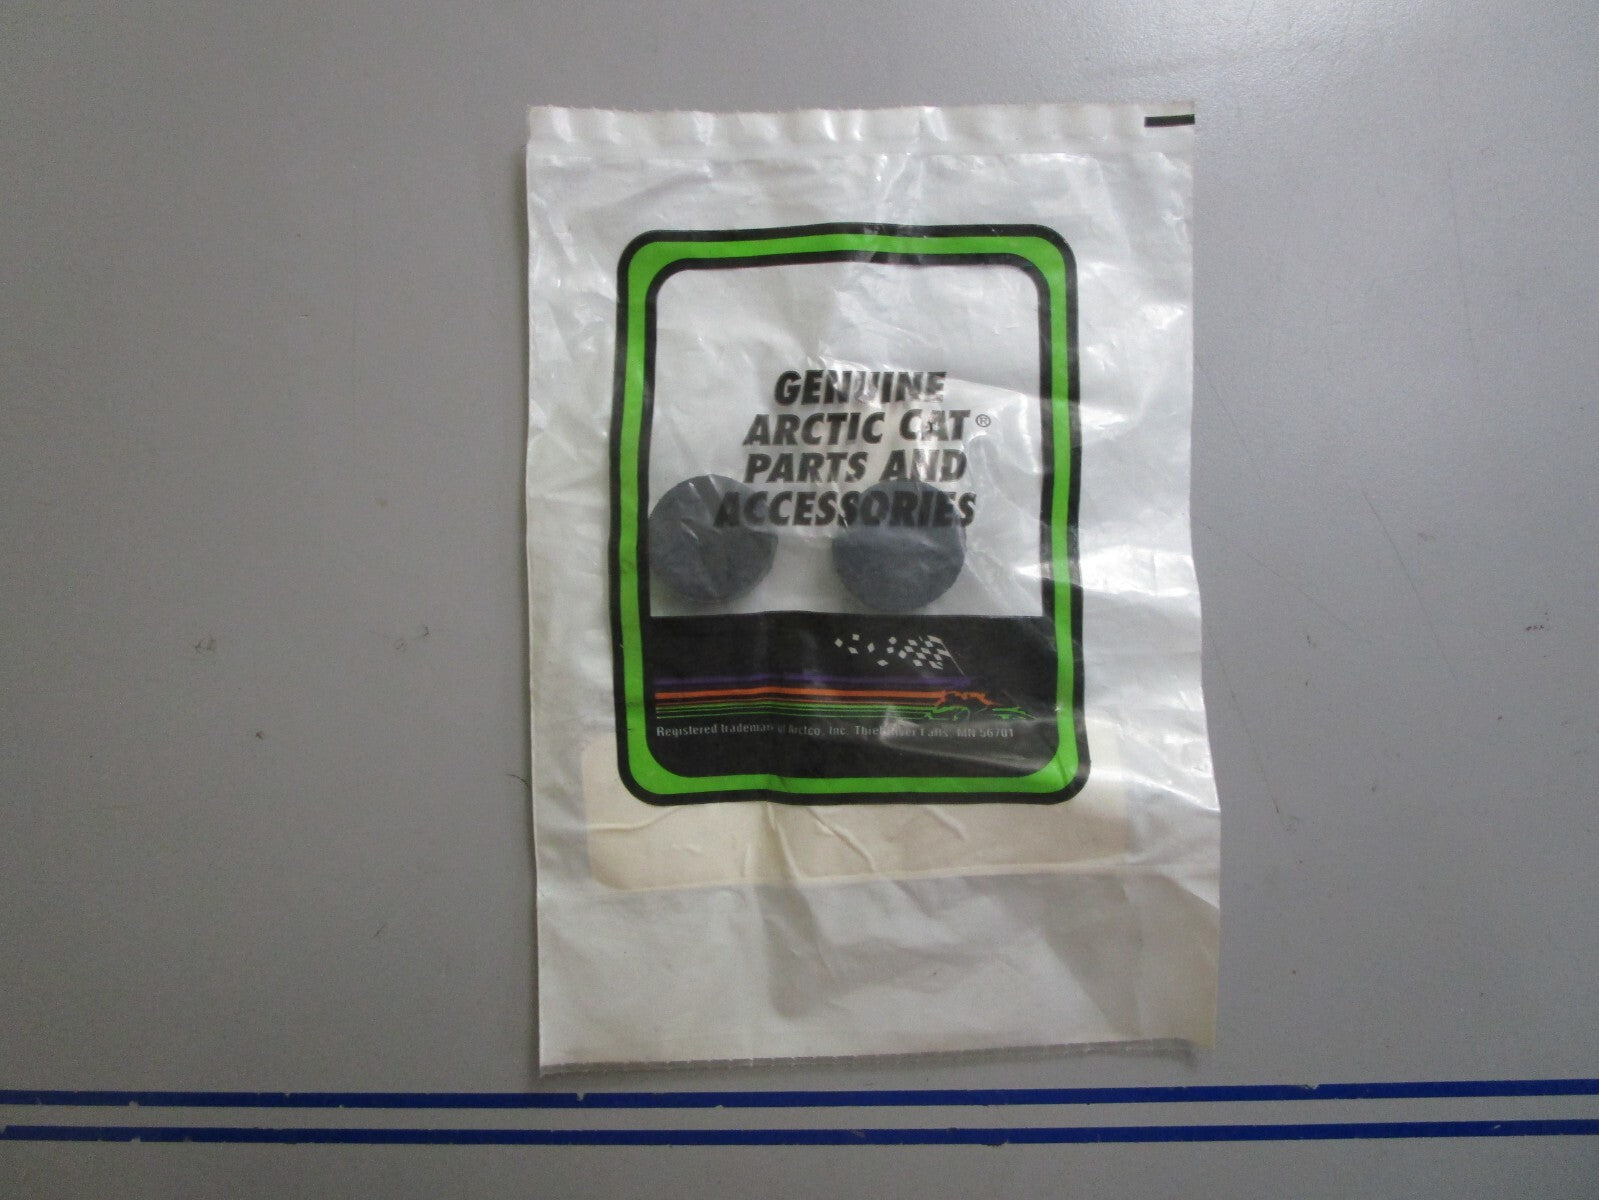 GENUINE
ARCTIC CAT®
PARTS AND
ACCESSORIES
Registered trademark of Arctco, Inc. Thief River Falls, MN 56701